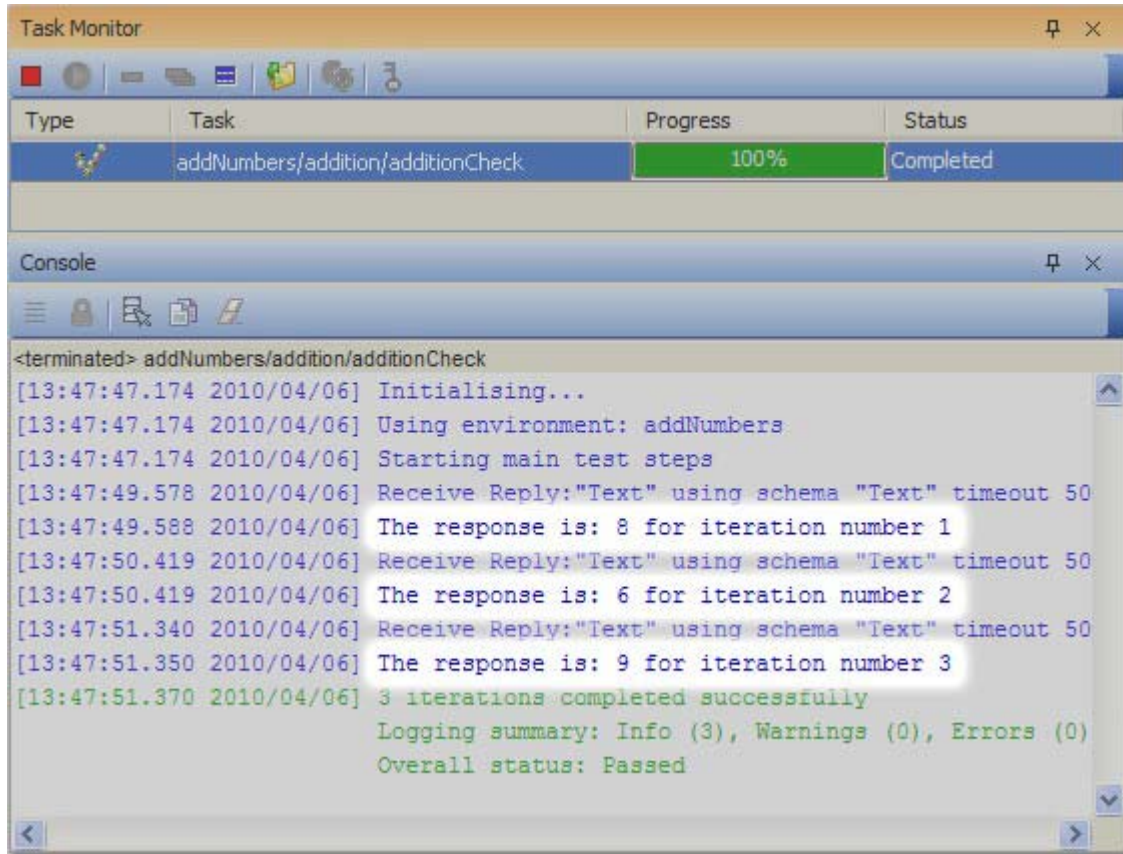 Task Monitor
Type Task Progress Status
addNumbers/addition/additionCheck 100% Completed
Console
<terminated> addNumbers/addition/additionCheck
[13:47:47.174 2010/04/06] Initialising...
[13:47:47.174 2010/04/06] Using environment: addNumbers
[13:47:47.174 2010/04/06] Starting main test steps
[13:47:49.578 2010/04/06] Receive Reply:"Text" using schema "Text" timeout 50
[13:47:49.588 2010/04/06] The response is: 8 for iteration number 1
[13:47:50.419 2010/04/06] Receive Reply:"Text" using schema "Text" timeout 50
[13:47:50.419 2010/04/06] The response is: 6 for iteration number 2
[13:47:51.340 2010/04/06] Receive Reply:"Text" using schema "Text" timeout 50
[13:47:51.350 2010/04/06] The response is: 9 for iteration number 3
[13:47:51.370 2010/04/06] 3 iterations completed successfully
Logging summary: Info (3), Warnings (0), Errors (0)
Overall status: Passed